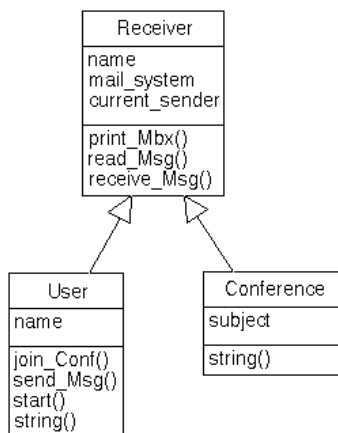 Receiver
name
mail_system
current_sender
print_Mbx()
read_Msg()
receive_Msg()
User
name
join_Conf()
send_Msg()
start()
string()
Conference
subject
string()